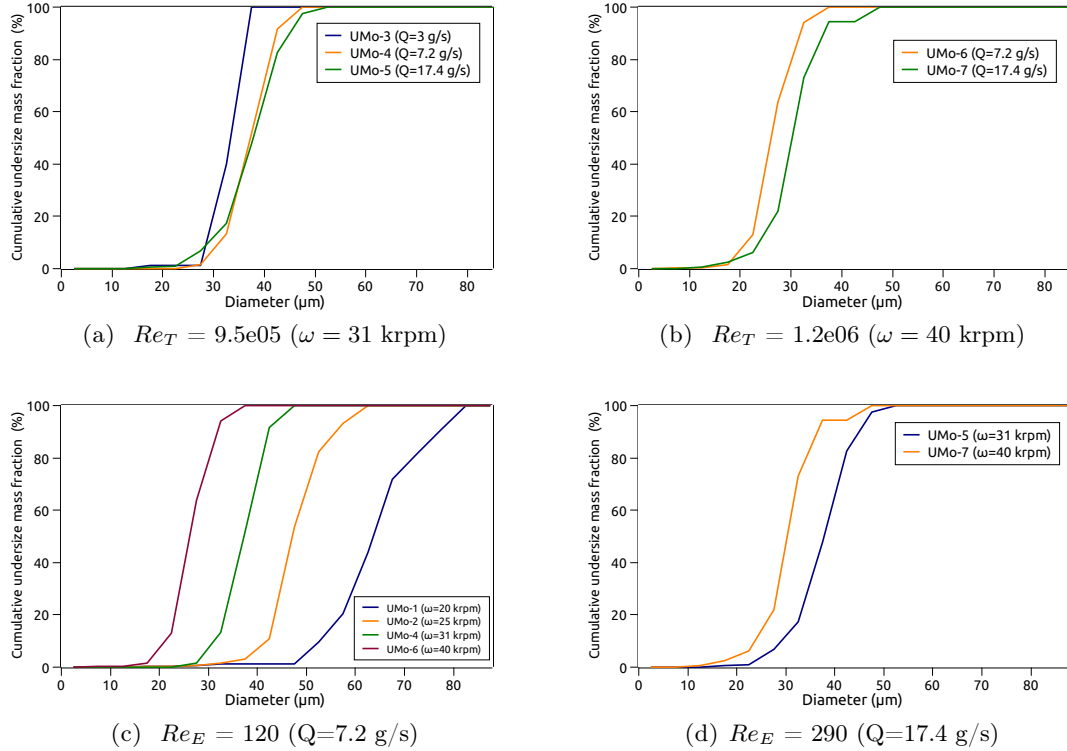 Cumulative undersize mass fraction (%)
100
80
60
40
20
0
UMo-3 (Q=3 g/s)
UMo-4 (Q=7.2 g/s)
UMo-5 (Q=17.4 g/s)
0 10 20 30 40 50 60 70 80
Diameter (µm)
(a) Re_T = 9.5e05 (ω = 31 krpm)
Cumulative undersize mass fraction (%)
100
80
60
40
20
0
UMo-6 (Q=7.2 g/s)
UMo-7 (Q=17.4 g/s)
0 10 20 30 40 50 60 70 80
Diameter (µm)
(b) Re_T = 1.2e06 (ω = 40 krpm)
Cumulative undersize mass fraction (%)
100
80
60
40
20
0
UMo-1 (ω=20 krpm)
UMo-2 (ω=25 krpm)
UMo-4 (ω=31 krpm)
UMo-6 (ω=40 krpm)
0 10 20 30 40 50 60 70 80
Diameter (µm)
(c) Re_E = 120 (Q=7.2 g/s)
Cumulative undersize mass fraction (%)
100
80
60
40
20
0
UMo-5 (ω=31 krpm)
UMo-7 (ω=40 krpm)
0 10 20 30 40 50 60 70 80
Diameter (µm)
(d) Re_E = 290 (Q=17.4 g/s)